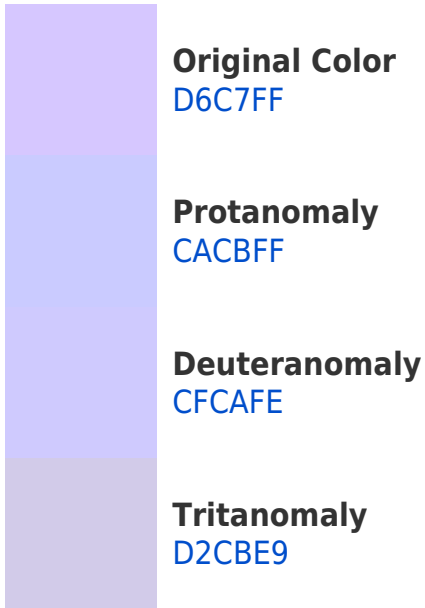 Original Color
D6C7FF
Protanomaly
CACBFF
Deuteranomaly
CFCAFE
Tritanomaly
D2CBE9